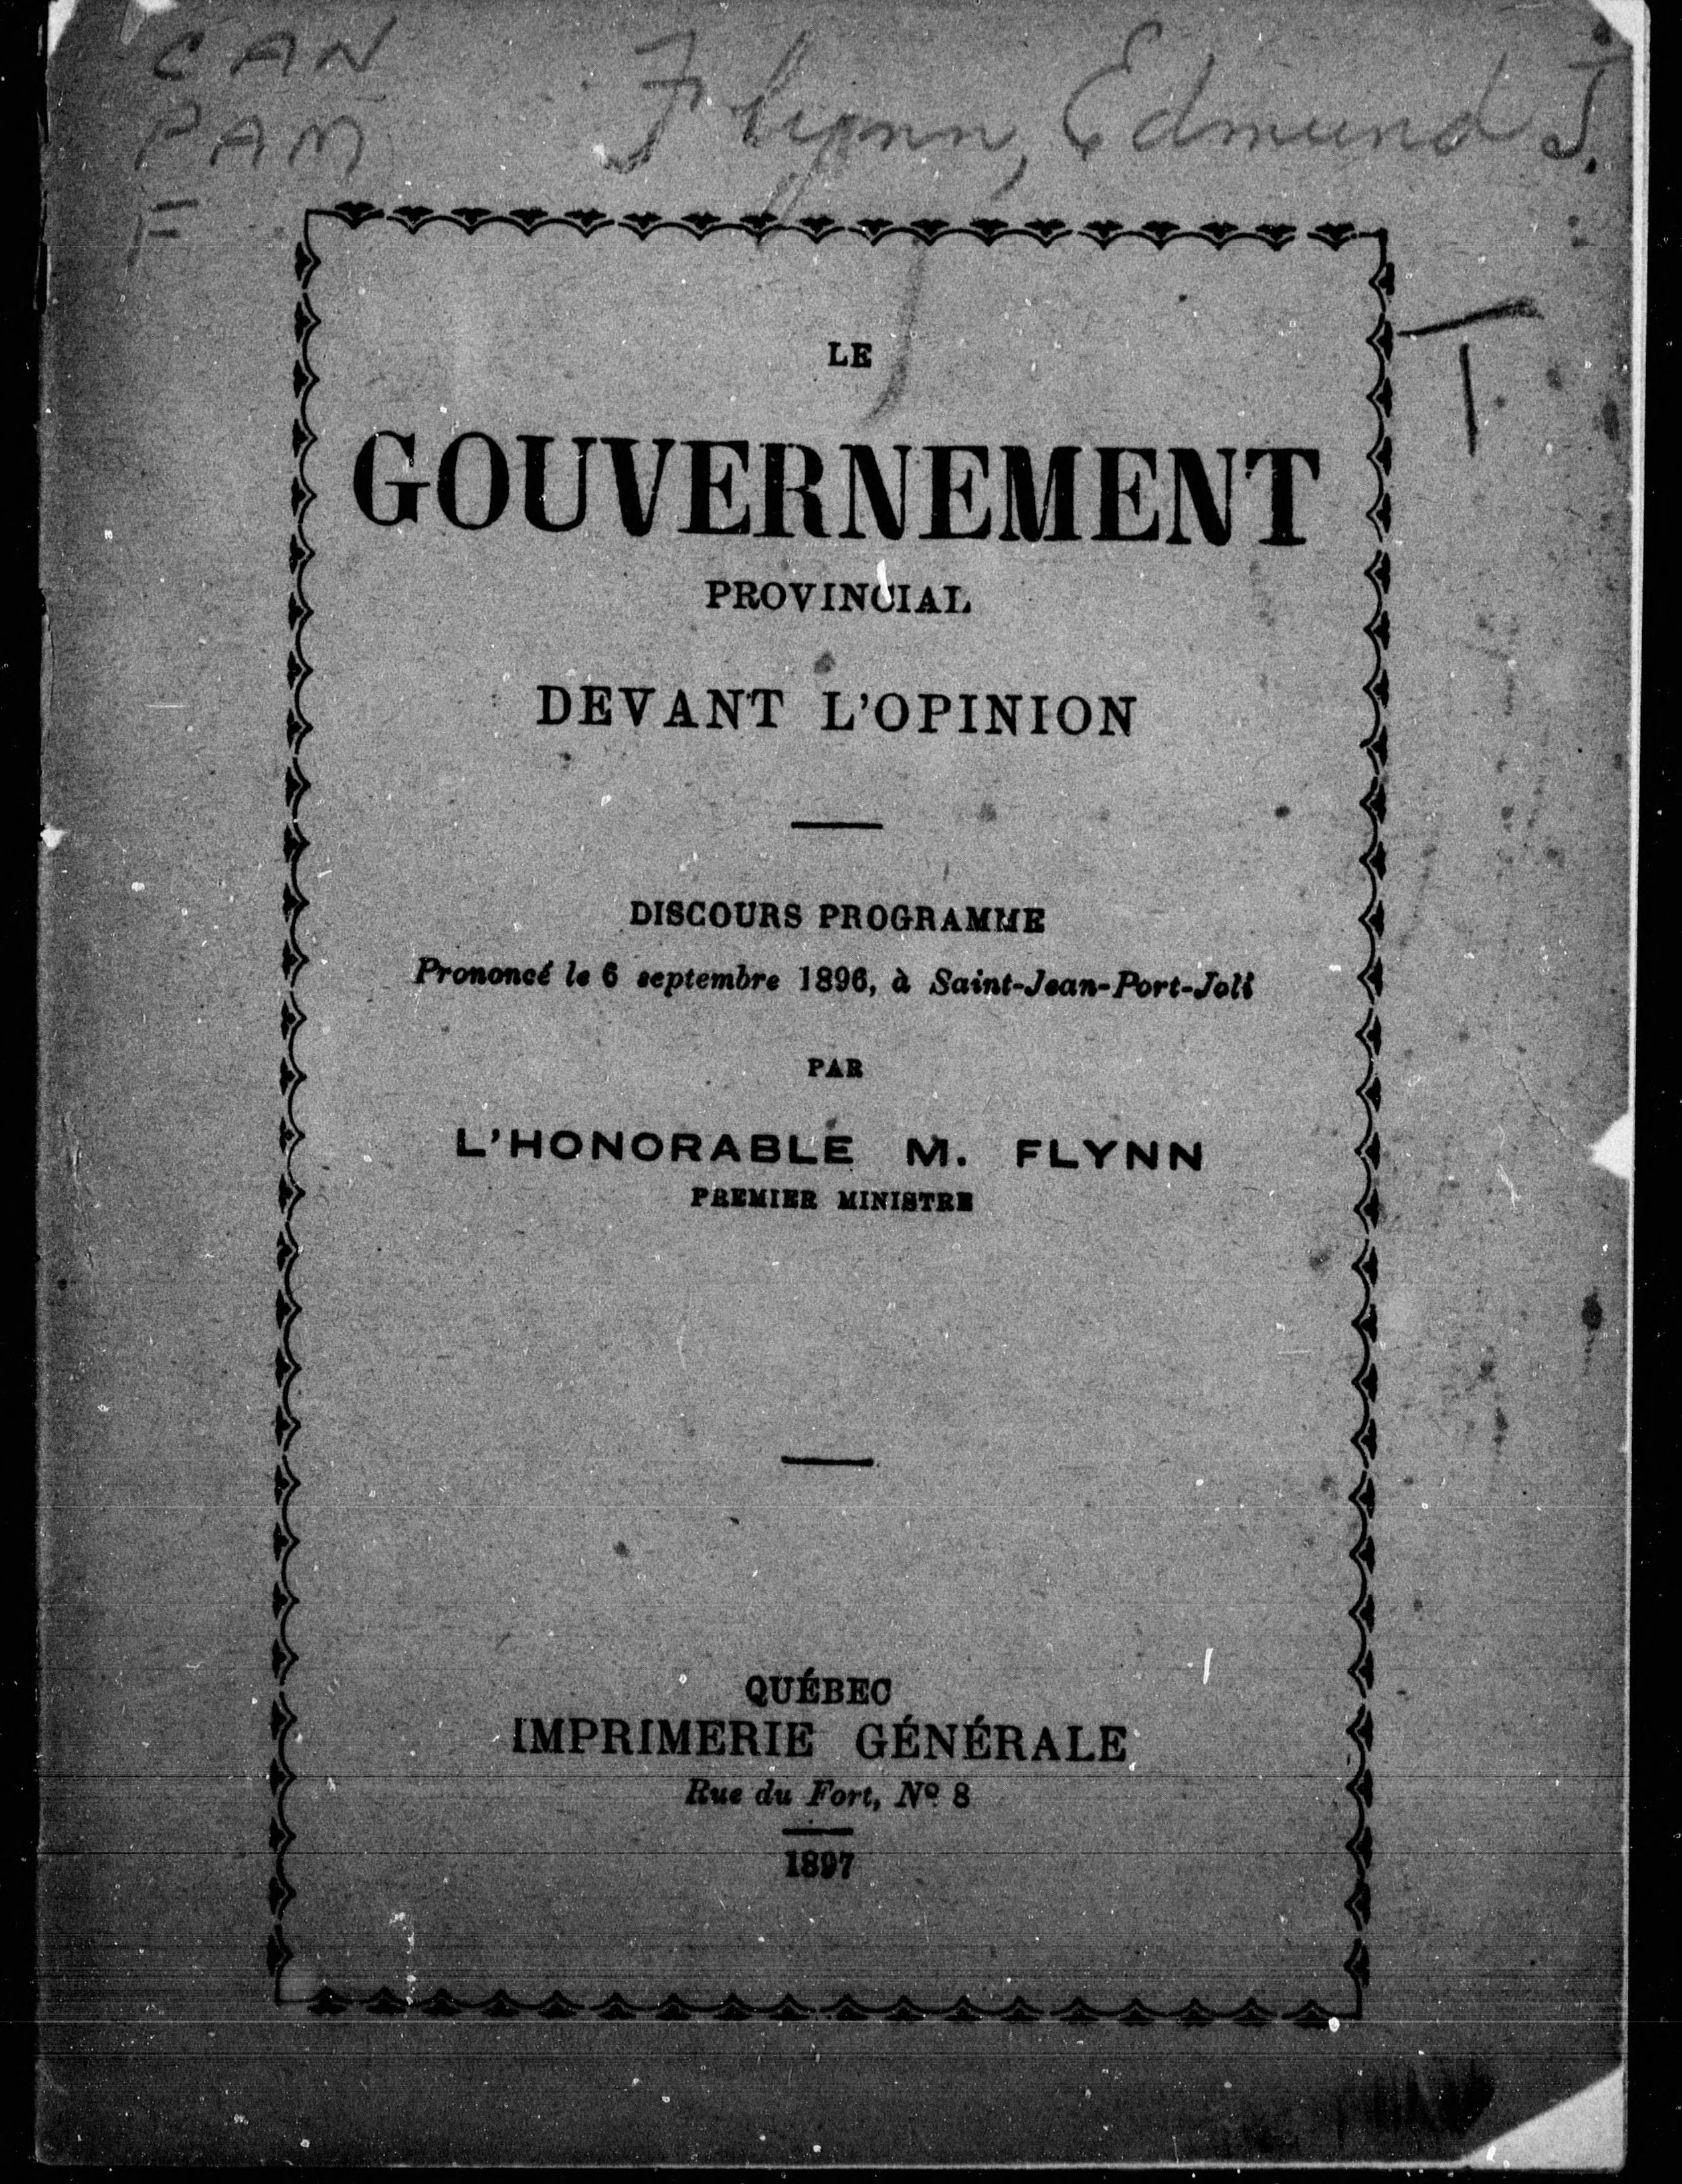 CAN
PAM
F
Flynn, Edmund J.
LE
GOUVERNEMENT
PROVINCIAL
DEVANT L'OPINION
DISCOURS PROGRAMME
Prononcé le 6 septembre 1896, à Saint-Jean-Port-Joli
PAR
L'HONORABLE M. FLYNN
PREMIER MINISTRE
QUÉBEC
IMPRIMERIE GÉNÉRALE
Rue du Fort, Nº 8
1897